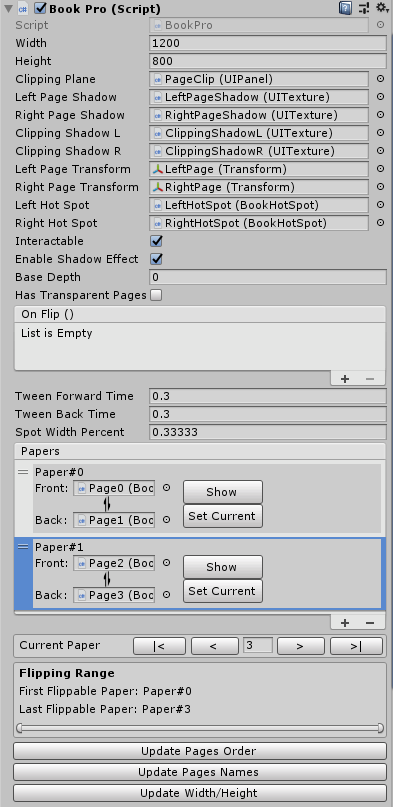 Book Pro (Script)
Script BookPro
Width 1200
Height 800
Clipping Plane PageClip (UIPanel)
Left Page Shadow LeftPageShadow (UITexture)
Right Page Shadow RightPageShadow (UITexture)
Clipping Shadow L ClippingShadowL (UITexture)
Clipping Shadow R ClippingShadowR (UITexture)
Left Page Transform LeftPage (Transform)
Right Page Transform RightPage (Transform)
Left Hot Spot LeftHotSpot (BookHotSpot)
Right Hot Spot RightHotSpot (BookHotSpot)
Interactable
Enable Shadow Effect
Base Depth 0
Has Transparent Pages
On Flip ()
List is Empty
+ −
Tween Forward Time 0.3
Tween Back Time 0.3
Spot Width Percent 0.33333
Papers
Paper#0
Front: Page0 (Boo Show
Back: Page1 (Boo Set Current
Paper#1
Front: Page2 (Boo Show
Back: Page3 (Boo Set Current
+ −
Current Paper |< < 3 > >|
Flipping Range
First Flippable Paper: Paper#0
Last Flippable Paper: Paper#3
Update Pages Order
Update Pages Names
Update Width/Height